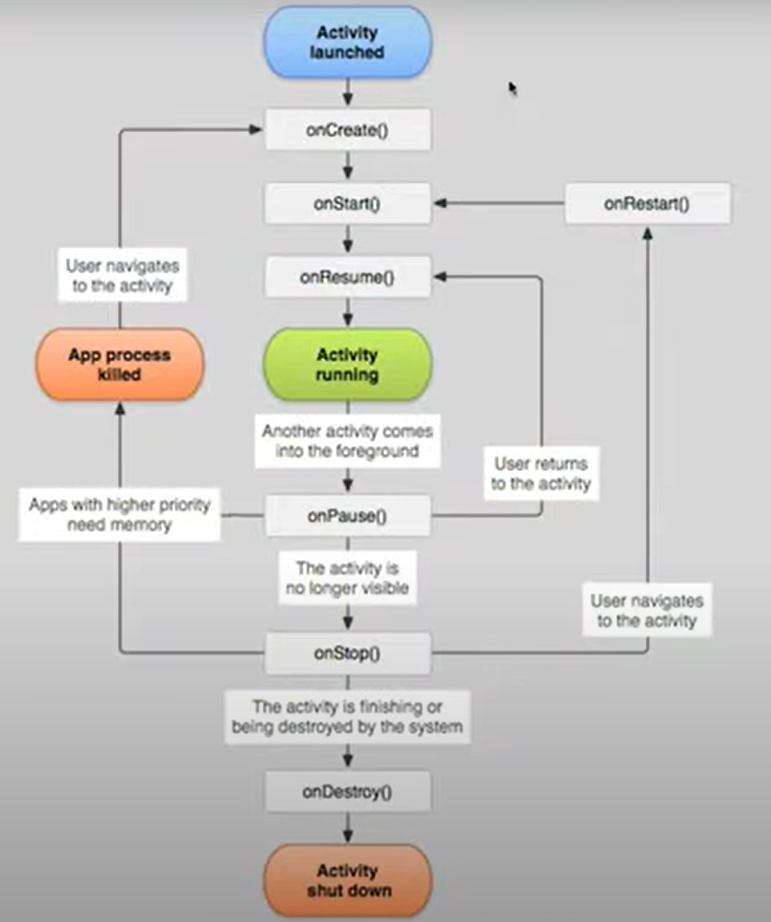 Activity
launched
onCreate()
onStart()
onRestart()
onResume()
User navigates
to the activity
App process
killed
Activity
running
Another activity comes
into the foreground
User returns
to the activity
Apps with higher priority
need memory
onPause()
The activity is
no longer visible
User navigates
to the activity
onStop()
The activity is finishing or
being destroyed by the system
onDestroy()
Activity
shut down